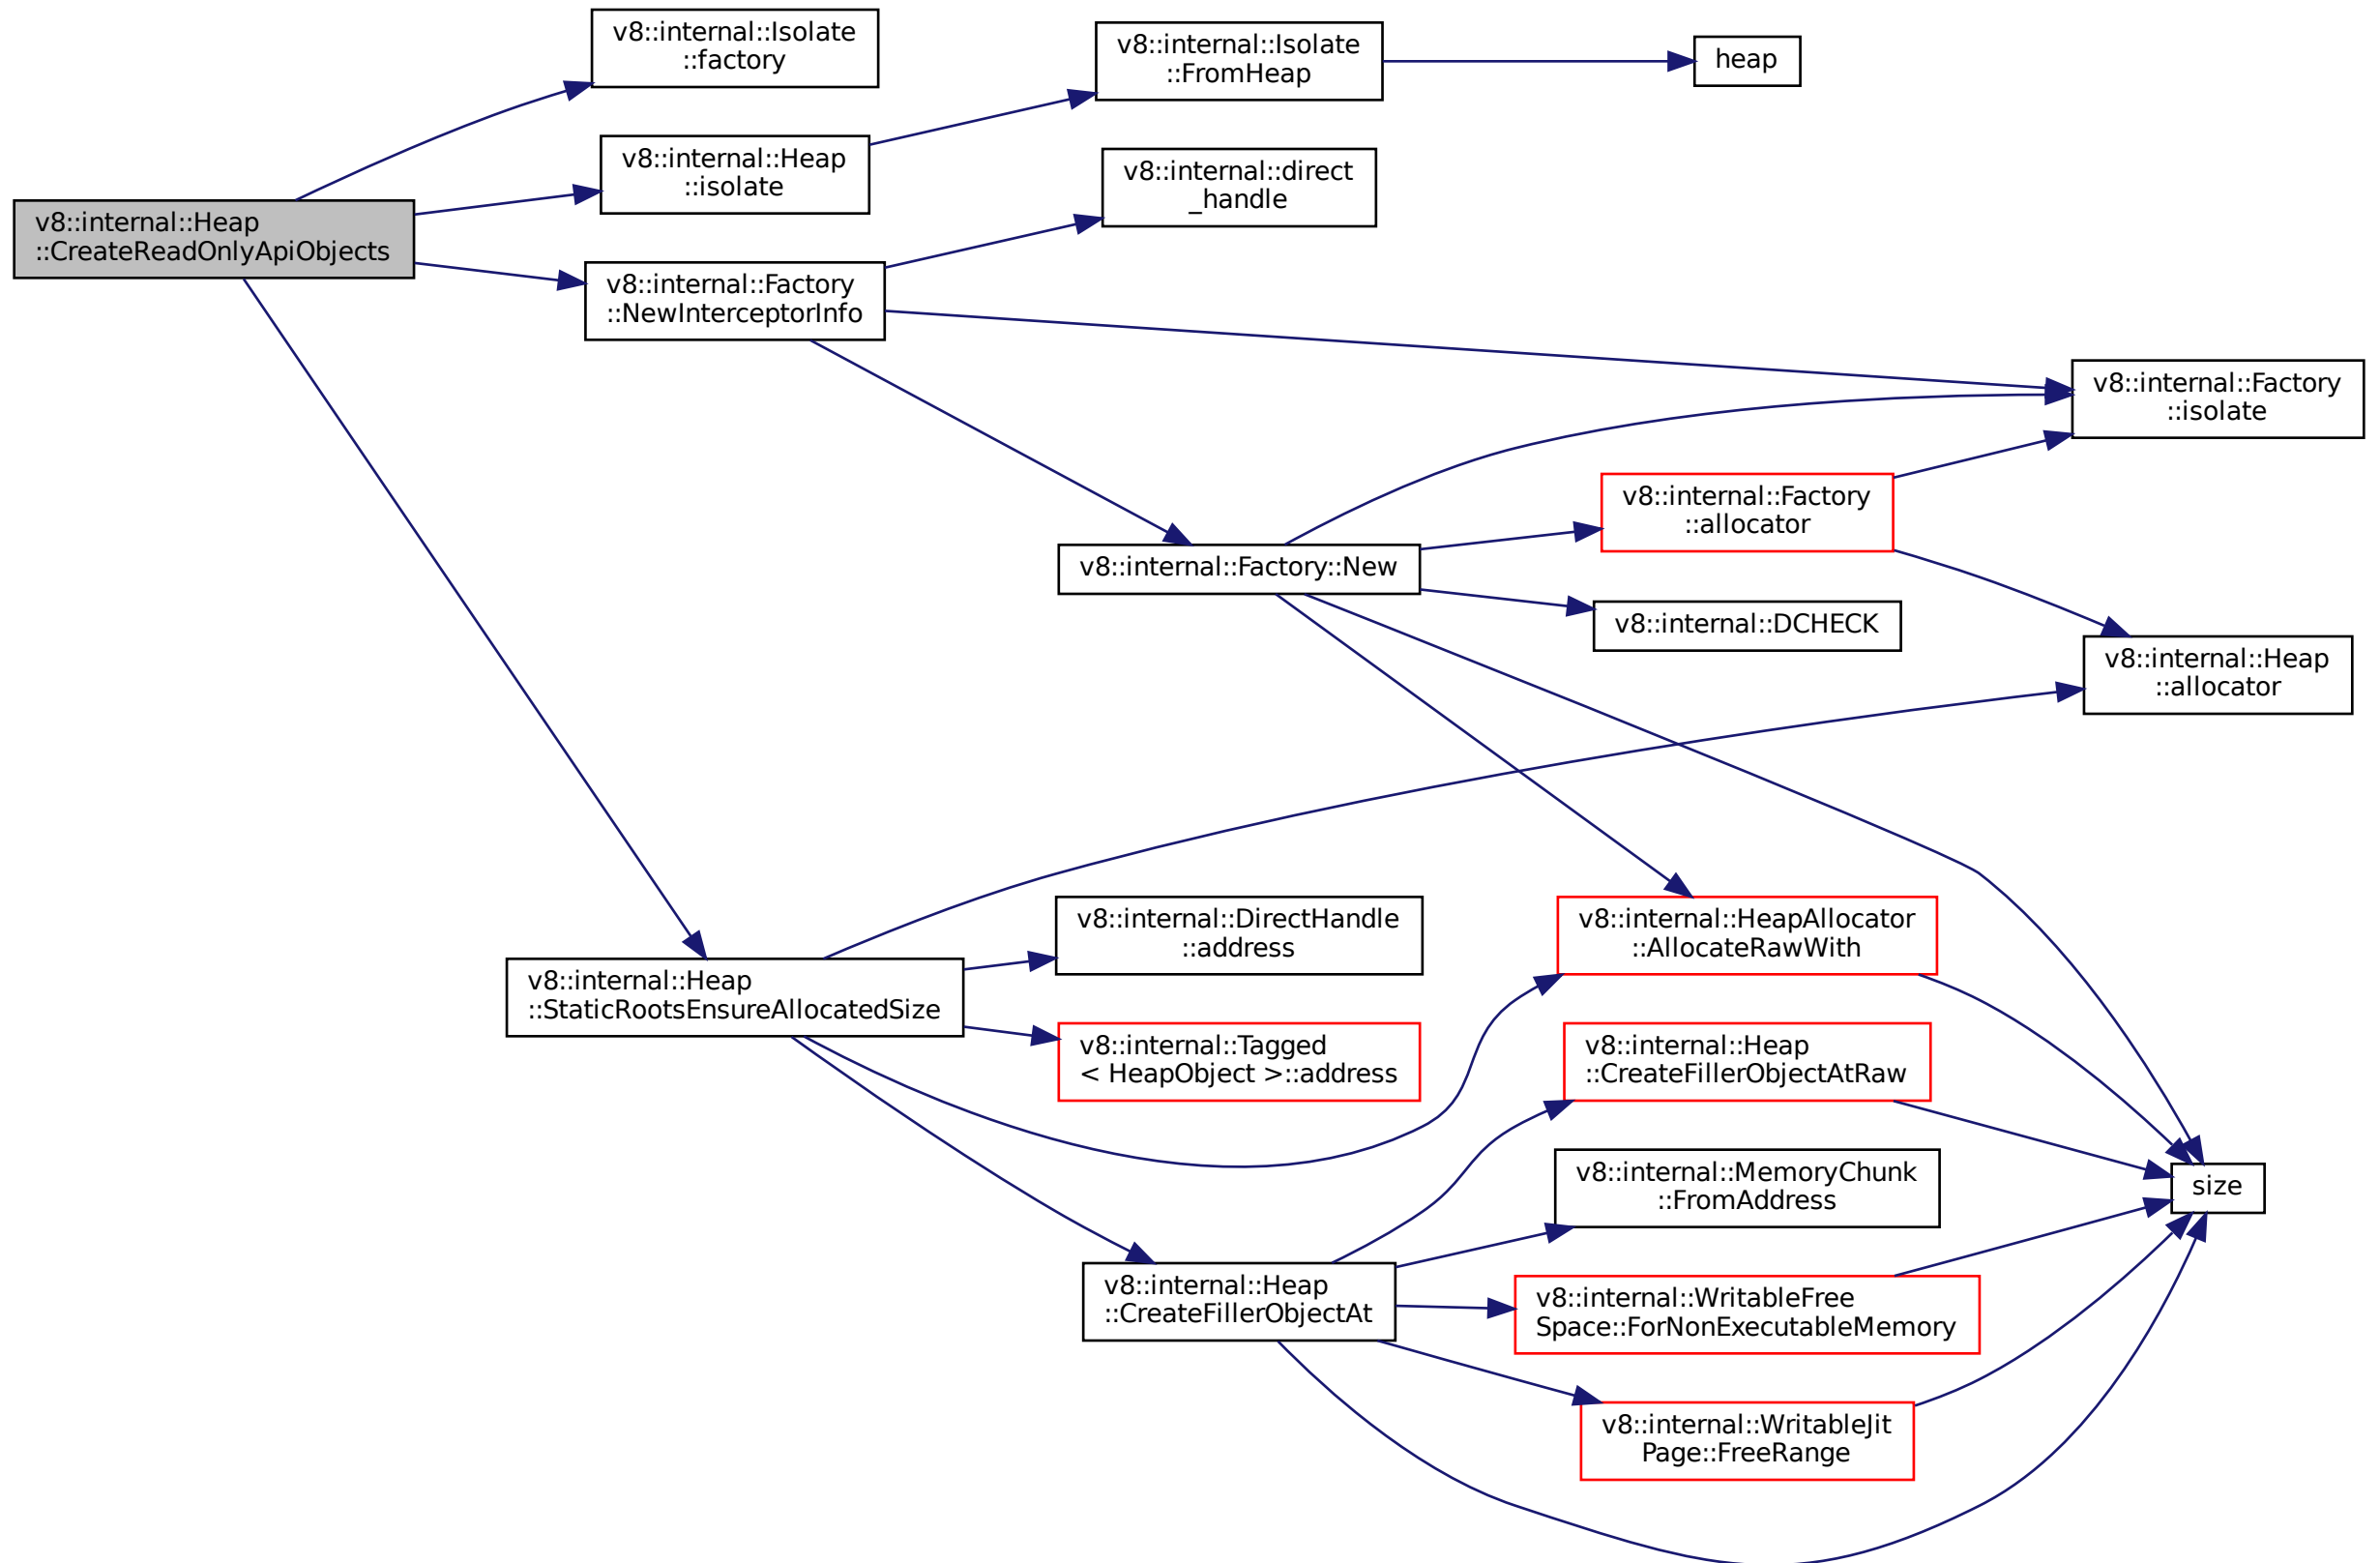 v8::internal::Heap
::CreateReadOnlyApiObjects
v8::internal::Isolate
::factory
v8::internal::Heap
::isolate
v8::internal::Isolate
::FromHeap
heap
v8::internal::Factory
::NewInterceptorInfo
v8::internal::direct
_handle
v8::internal::Factory
::isolate
v8::internal::Factory::New
v8::internal::Factory
::allocator
v8::internal::DCHECK
v8::internal::Heap
::allocator
v8::internal::HeapAllocator
::AllocateRawWith
size
v8::internal::Heap
::StaticRootsEnsureAllocatedSize
v8::internal::DirectHandle
::address
v8::internal::Tagged
< HeapObject >::address
v8::internal::Heap
::CreateFillerObjectAt
v8::internal::Heap
::CreateFillerObjectAtRaw
v8::internal::MemoryChunk
::FromAddress
v8::internal::WritableFree
Space::ForNonExecutableMemory
v8::internal::WritableJit
Page::FreeRange